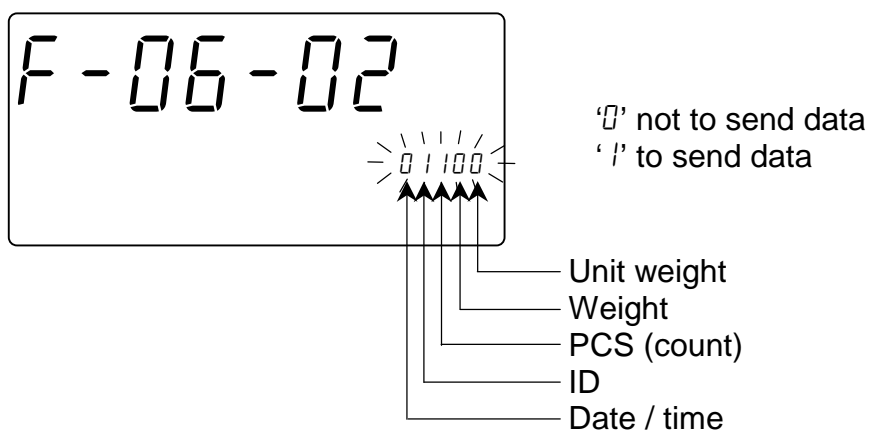 F-06-02
01100
‘0’ not to send data
‘1’ to send data
Unit weight
Weight
PCS (count)
ID
Date / time